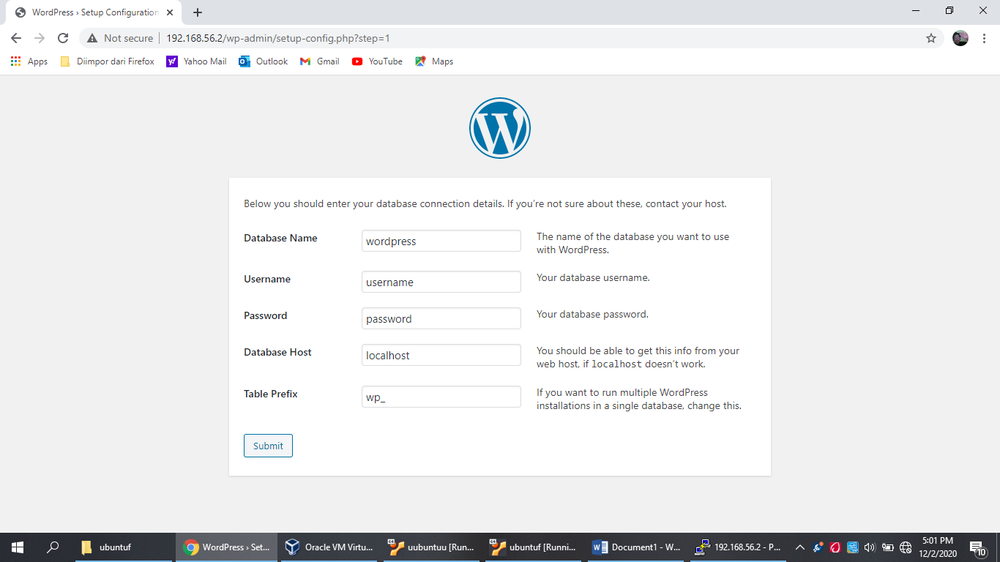 WordPress › Setup Configuration
Not secure
192.168.56.2/wp-admin/setup-config.php?step=1
Apps
Diimpor dari Firefox
Yahoo Mail
Outlook
Gmail
YouTube
Maps
Below you should enter your database connection details. If you’re not sure about these, contact your host.
Database Name
wordpress
The name of the database you want to use
with WordPress.
Username
username
Your database username.
Password
password
Your database password.
Database Host
localhost
You should be able to get this info from your
web host, if localhost doesn’t work.
Table Prefix
wp_
If you want to run multiple WordPress
installations in a single database, change this.
Submit
ubuntuf
WordPress › Set...
Oracle VM Virtu...
uubuntuu [Run...
ubuntuf [Runni...
Document1 - W...
192.168.56.2 - P...
5:01 PM
12/2/2020
10